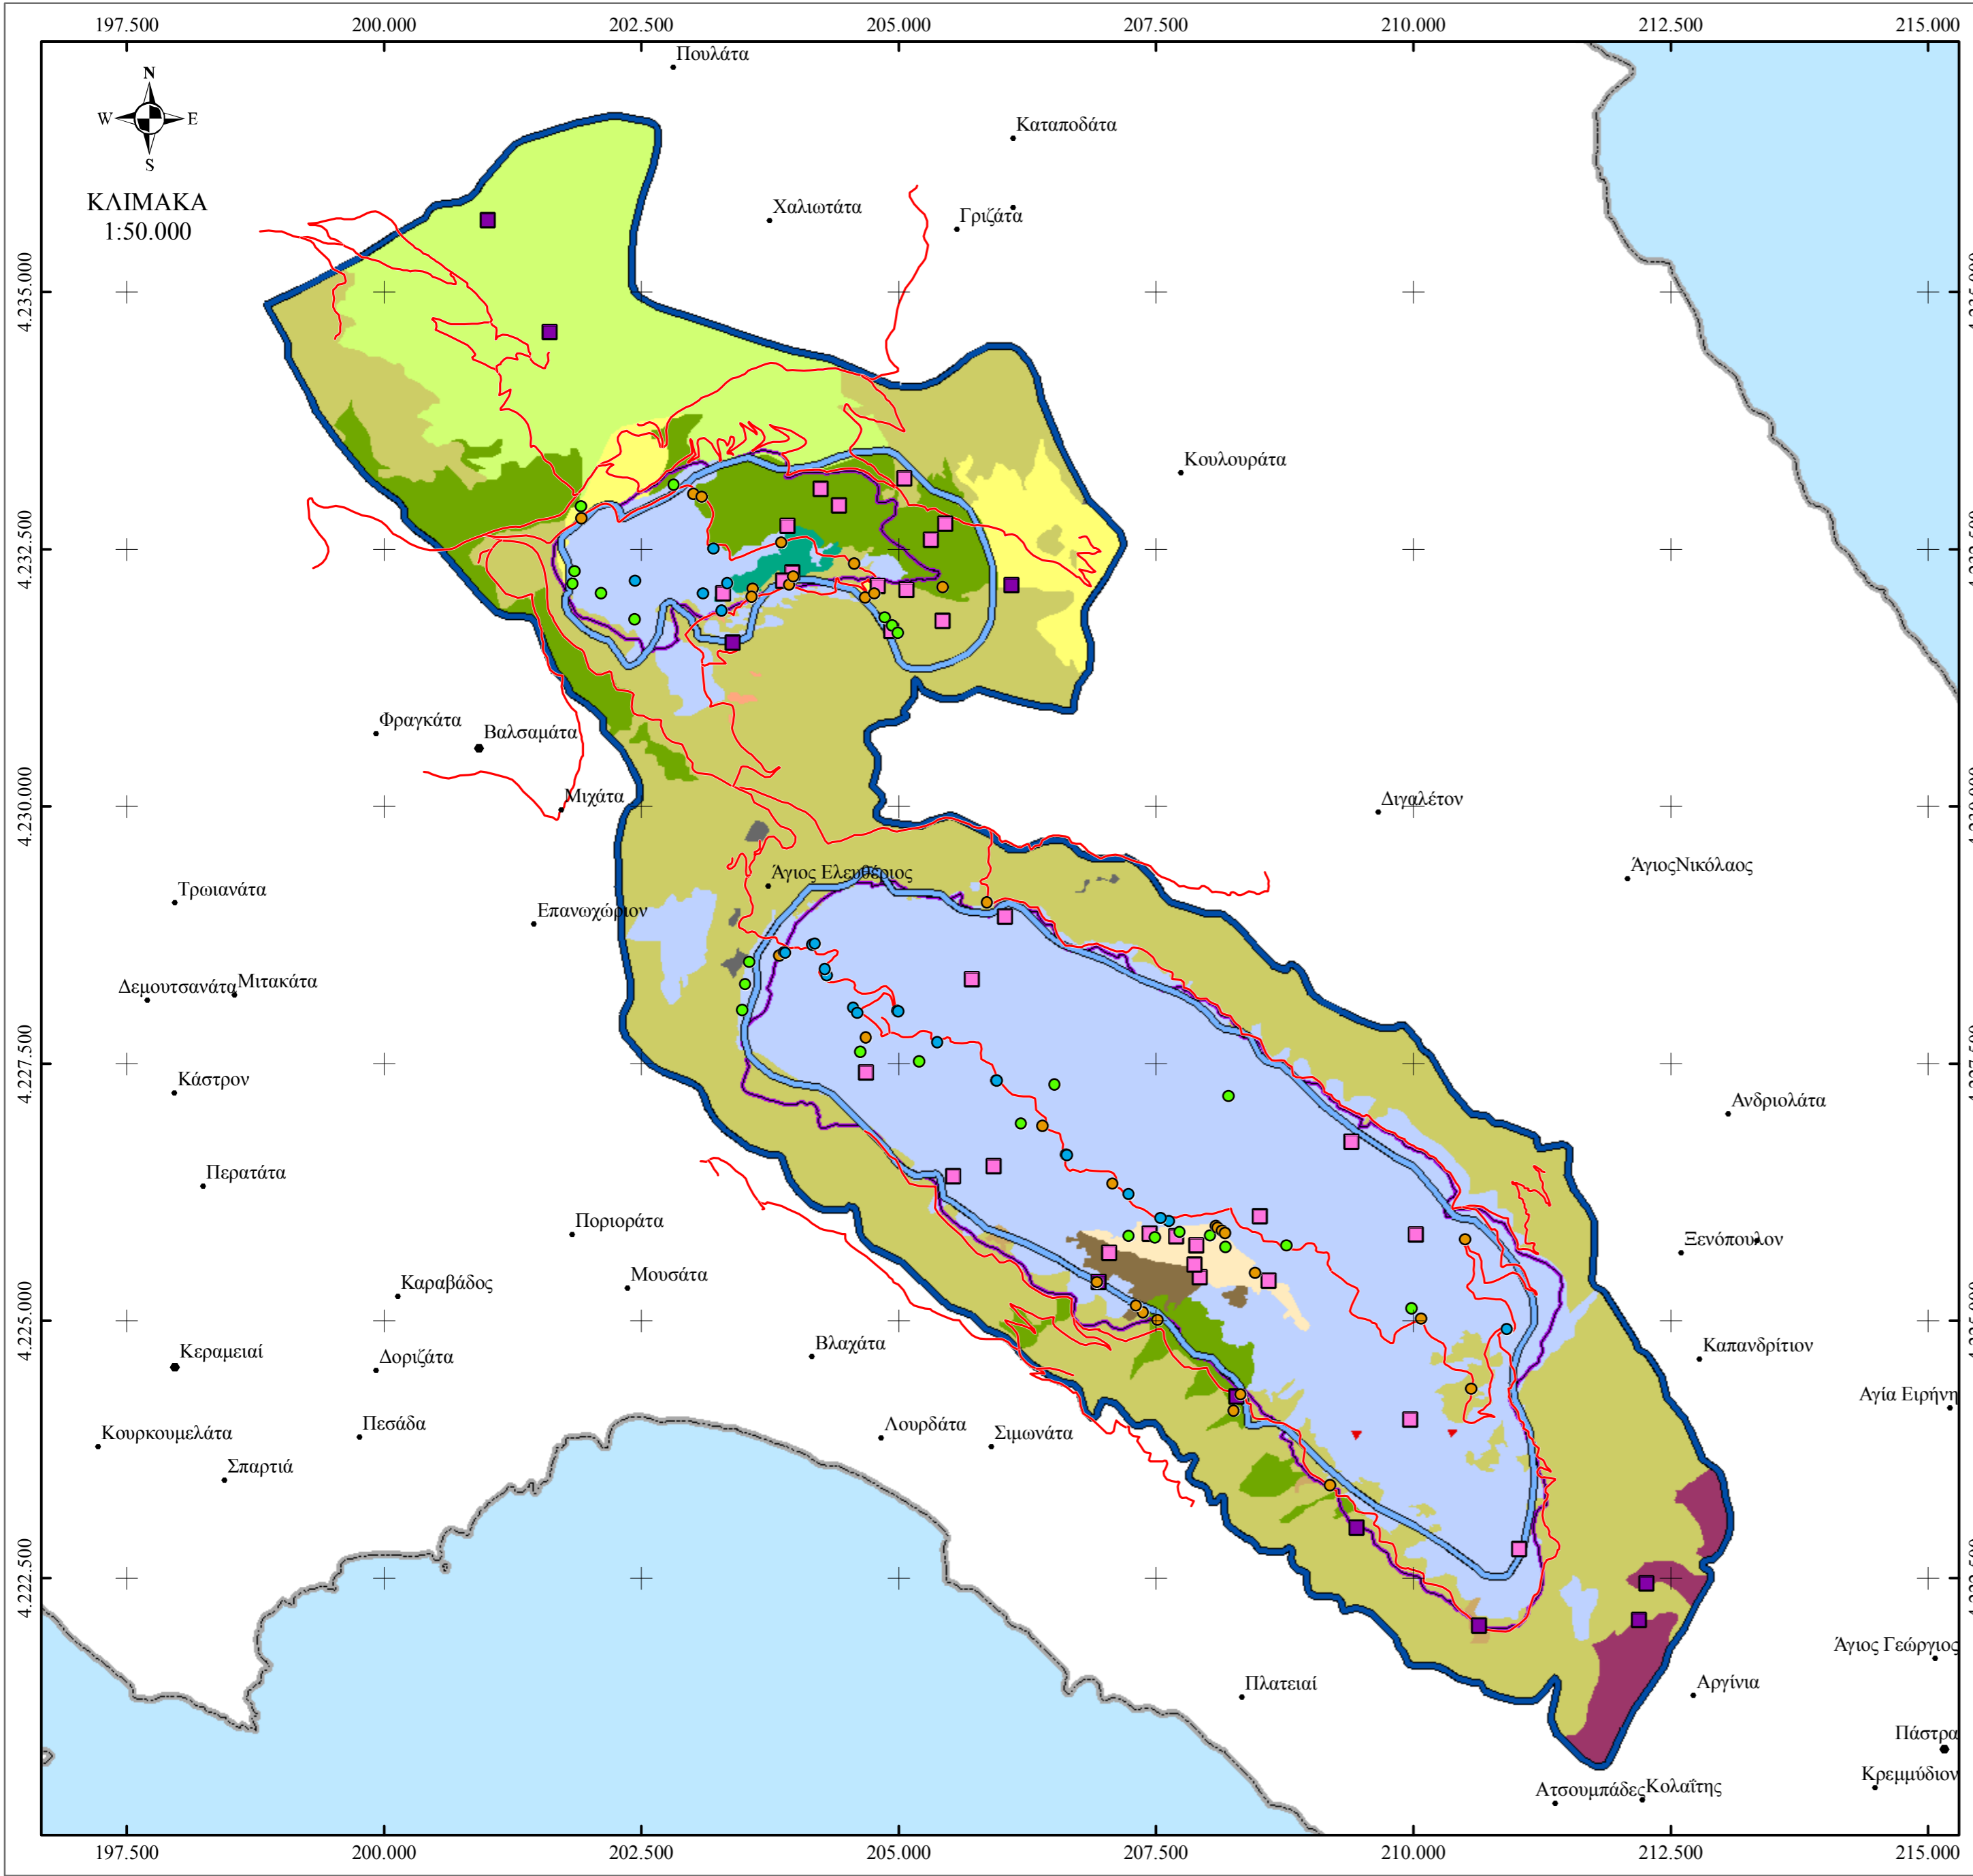 197.500 200.000 202.500 205.000 207.500 210.000 212.500 215.000
Πουλάτα
N
W E
S
Καταποδάτα
ΚΛΙΜΑΚΑ
1:50.000
Χαλιωτάτα
Γριζάτα
4.235.000
Κουλουράτα
4.232.500
Φραγκάτα
Βαλσαμάτα
4.230.000
Μιχάτα
Διγαλέτον
Άγιος Ελευθέριος
ΆγιοςΝικόλαος
Τρωιανάτα
Επανωχώριον
Δεμουτσανάτα
Μιτακάτα
4.227.500
Κάστρον
Ανδριολάτα
Περατάτα
Ποριοράτα
Ξενόπουλον
Καραβάδος
Μουσάτα
4.225.000
Βλαχάτα
Κεραμειαί
Δοριζάτα
Καπανδρίτιον
Αγία Ειρήνη
Κουρκουμελάτα
Πεσάδα
Λουρδάτα
Σιμωνάτα
Σπαρτιά
4.222.500
Άγιος Γεώργιος
Πλατειαί
Αργίνια
Πάστρα
Κρεμμύδιον
Ατσουμπάδες
Κολαΐτης
197.500 200.000 202.500 205.000 207.500 210.000 212.500 215.000